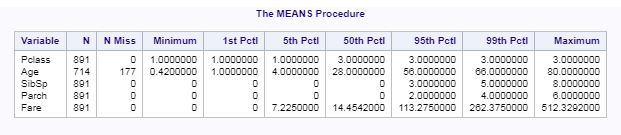 The MEANS Procedure
Variable N N Miss Minimum 1st Pctl 5th Pctl 50th Pctl 95th Pctl 99th Pctl Maximum
Pclass 891 0 1.0000000 1.0000000 1.0000000 3.0000000 3.0000000 3.0000000 3.0000000
Age 714 177 0.4200000 1.0000000 4.0000000 28.0000000 56.0000000 66.0000000 80.0000000
SibSp 891 0 0 0 0 0 3.0000000 5.0000000 8.0000000
Parch 891 0 0 0 0 0 2.0000000 4.0000000 6.0000000
Fare 891 0 0 0 7.2250000 14.4542000 113.2750000 262.3750000 512.3292000